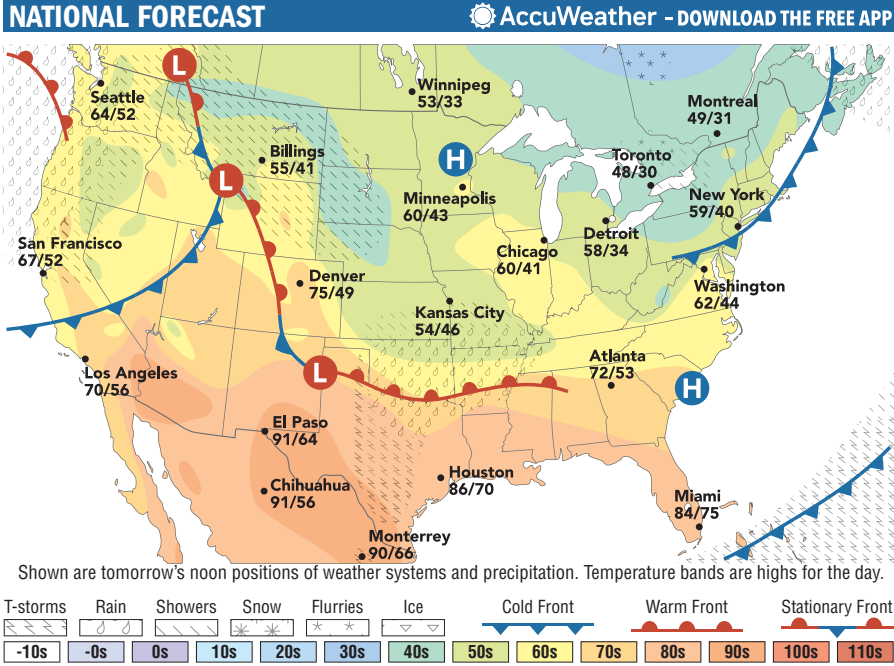 NATIONAL FORECAST
AccuWeather - DOWNLOAD THE FREE APP
L
Seattle
64/52
Winnipeg
53/33
Montreal
49/31
Billings
55/41
H
Toronto
48/30
L
Minneapolis
60/43
New York
59/40
San Francisco
67/52
Chicago
60/41
Detroit
58/34
Denver
75/49
Washington
62/44
Kansas City
54/46
Los Angeles
70/56
L
Atlanta
72/53
H
El Paso
91/64
Chihuahua
91/56
Houston
86/70
Miami
84/75
Monterrey
90/66
Shown are tomorrow's noon positions of weather systems and precipitation. Temperature bands are highs for the day.
T-storms Rain Showers Snow Flurries Ice Cold Front Warm Front Stationary Front
-10s -0s 0s 10s 20s 30s 40s 50s 60s 70s 80s 90s 100s 110s